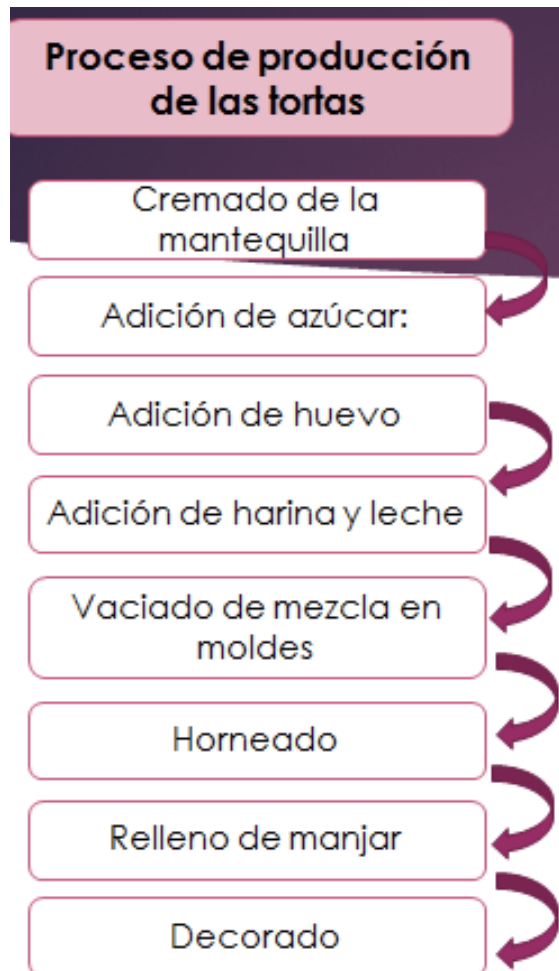 Proceso de producción
de las tortas
Cremado de la
mantequilla
Adición de azúcar:
Adición de huevo
Adición de harina y leche
Vaciado de mezcla en
moldes
Horneado
Relleno de manjar
Decorado